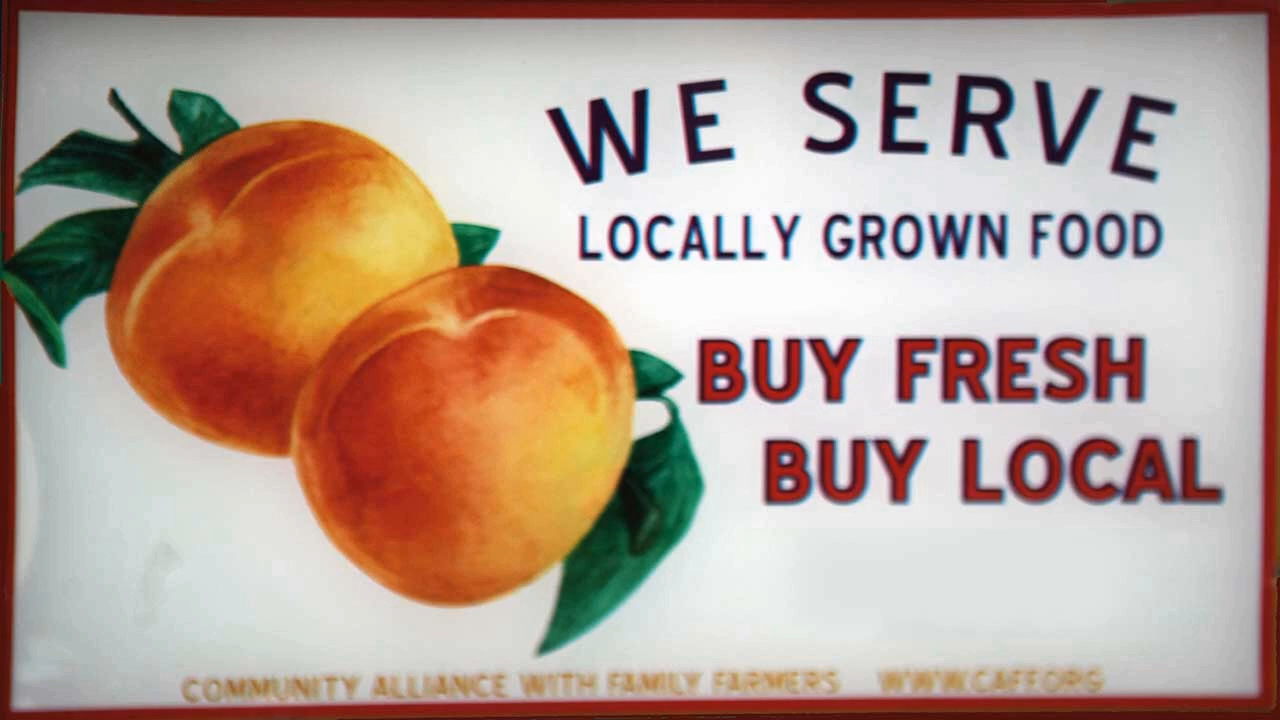 WE SERVE
LOCALLY GROWN FOOD
BUY FRESH
BUY LOCAL
COMMUNITY ALLIANCE WITH FAMILY FARMERS WWW.CAFF.ORG